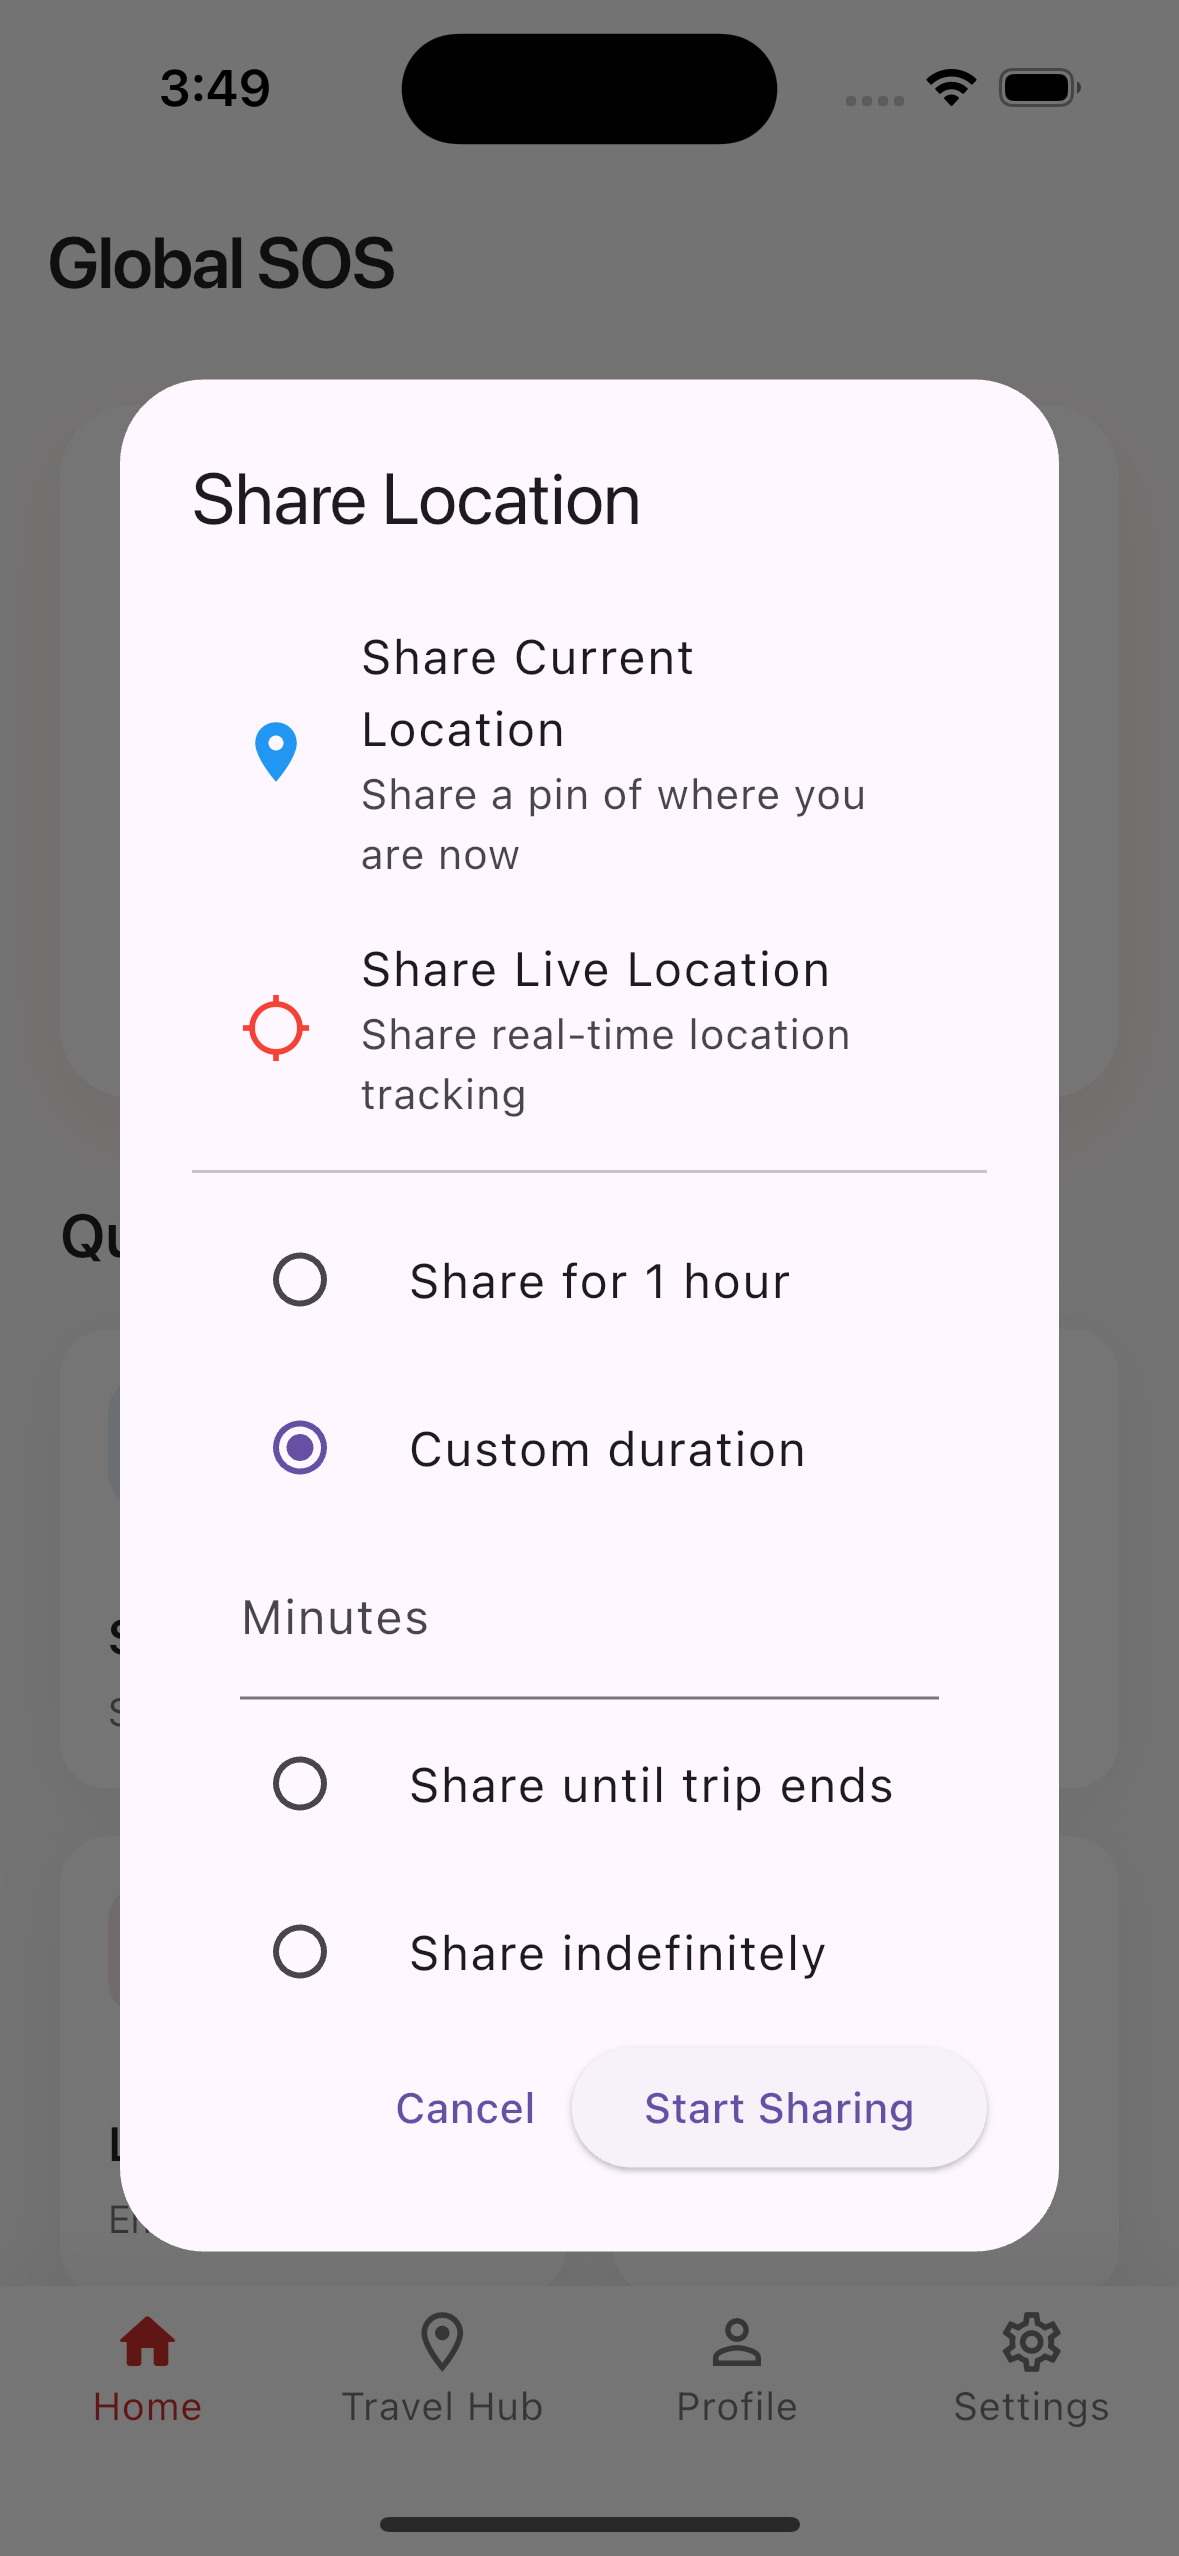 3:49
Global SOS
Share Location
Share Current
Location
Share a pin of where you
are now
Share Live Location
Share real-time location
tracking
Share for 1 hour
Custom duration
Minutes
Share until trip ends
Share indefinitely
Cancel
Start Sharing
Home
Travel Hub
Profile
Settings